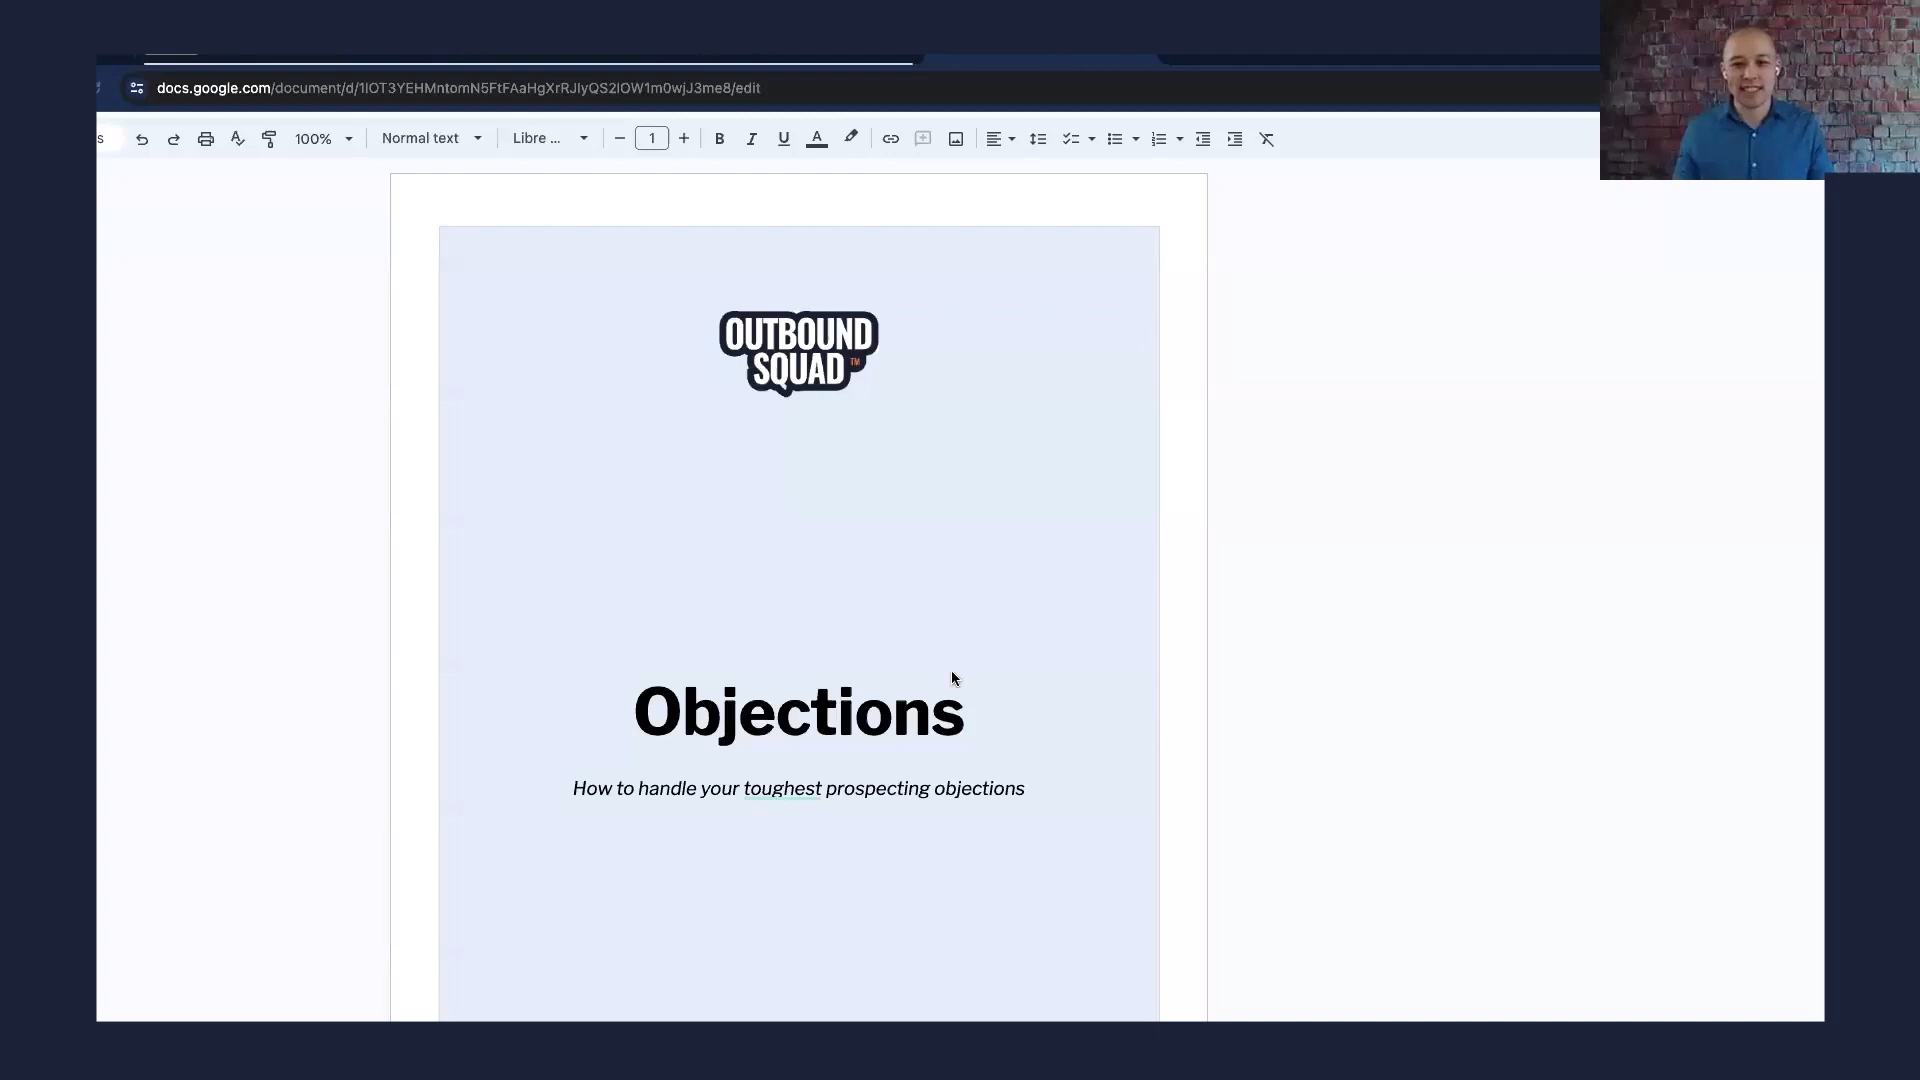 docs.google.com/document/d/1lOT3YEHMntomN5FtFAaHgXrRJlyQS2lOW1m0wjJ3me8/edit
s 100% Normal text Libre ... 1 B I U A
OUTBOUND
SQUAD TM
Objections
How to handle your toughest prospecting objections